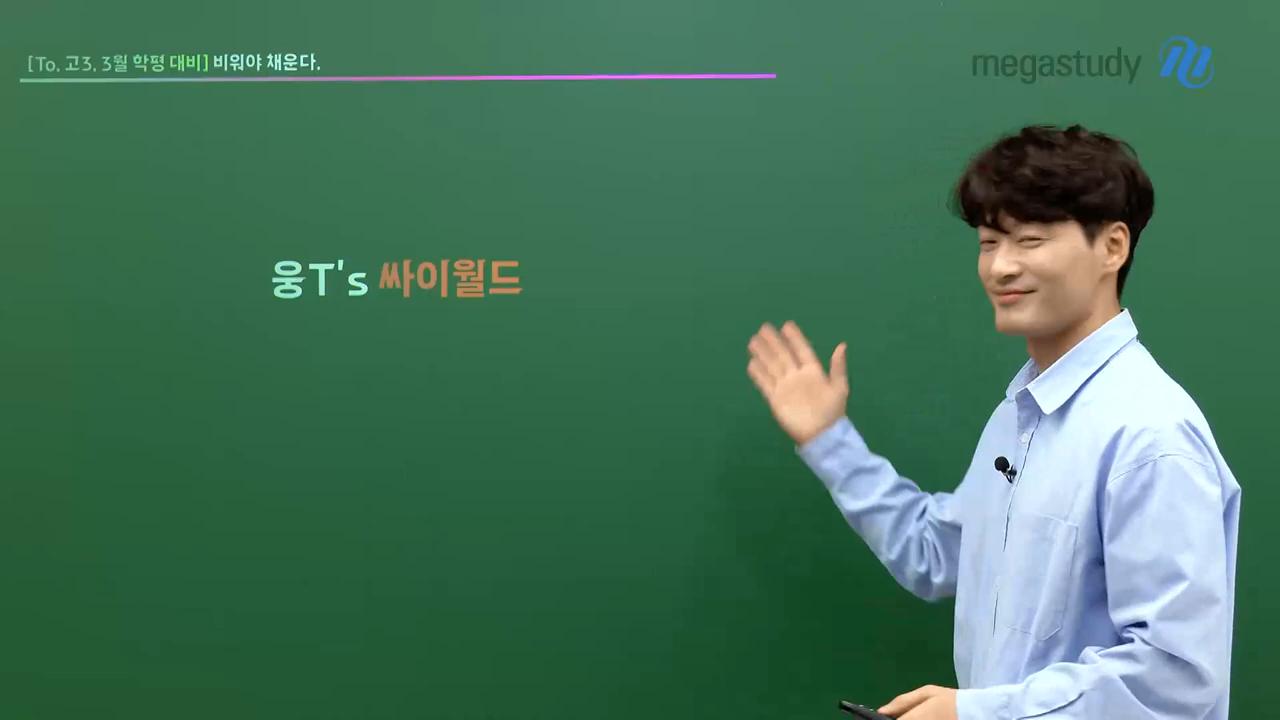 [To. 고3, 3월 학평 대비] 비워야 채운다.
megastudy
웅T's 싸이월드